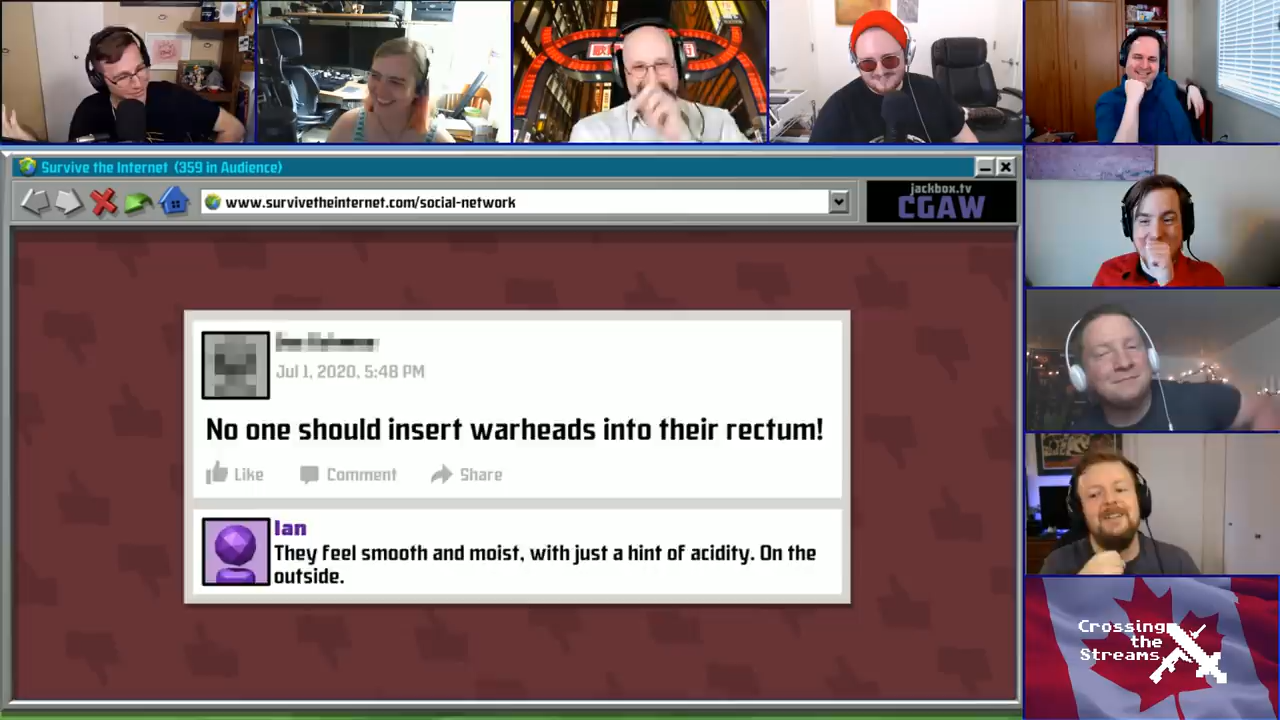 Survive the Internet (359 in Audience)
www.survivetheinternet.com/social-network
jackbox.tv
CGAW
Jul 1, 2020, 5:48 PM
No one should insert warheads into their rectum!
Like Comment Share
Ian
They feel smooth and moist, with just a hint of acidity. On the
outside.
Crossing
the
Streams